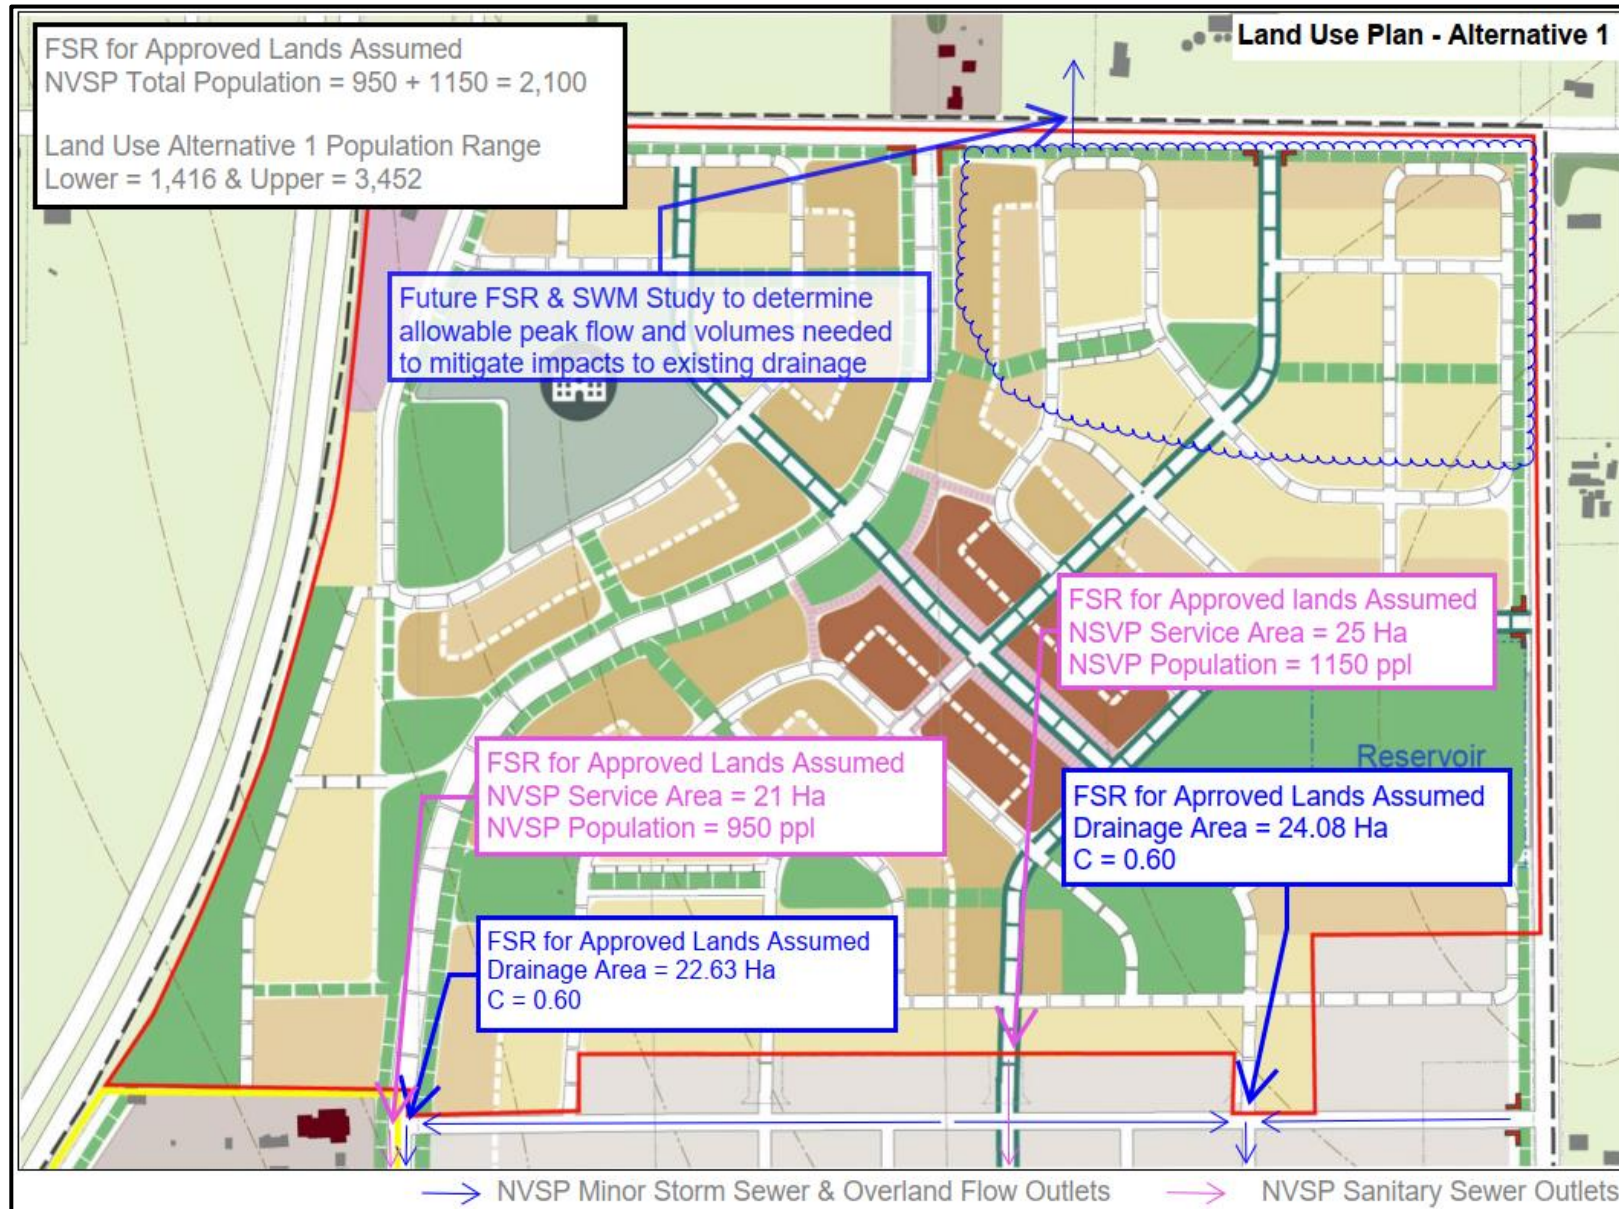 Land Use Plan - Alternative 1
FSR for Approved Lands Assumed
NVSP Total Population = 950 + 1150 = 2,100
Land Use Alternative 1 Population Range
Lower = 1,416 & Upper = 3,452
Future FSR & SWM Study to determine
allowable peak flow and volumes needed
to mitigate impacts to existing drainage
FSR for Approved lands Assumed
NSVP Service Area = 25 Ha
NSVP Population = 1150 ppl
FSR for Approved Lands Assumed
NVSP Service Area = 21 Ha
NVSP Population = 950 ppl
Reservoir
FSR for Aprroved Lands Assumed
Drainage Area = 24.08 Ha
C = 0.60
FSR for Approved Lands Assumed
Drainage Area = 22.63 Ha
C = 0.60
NVSP Minor Storm Sewer & Overland Flow Outlets
NVSP Sanitary Sewer Outlets